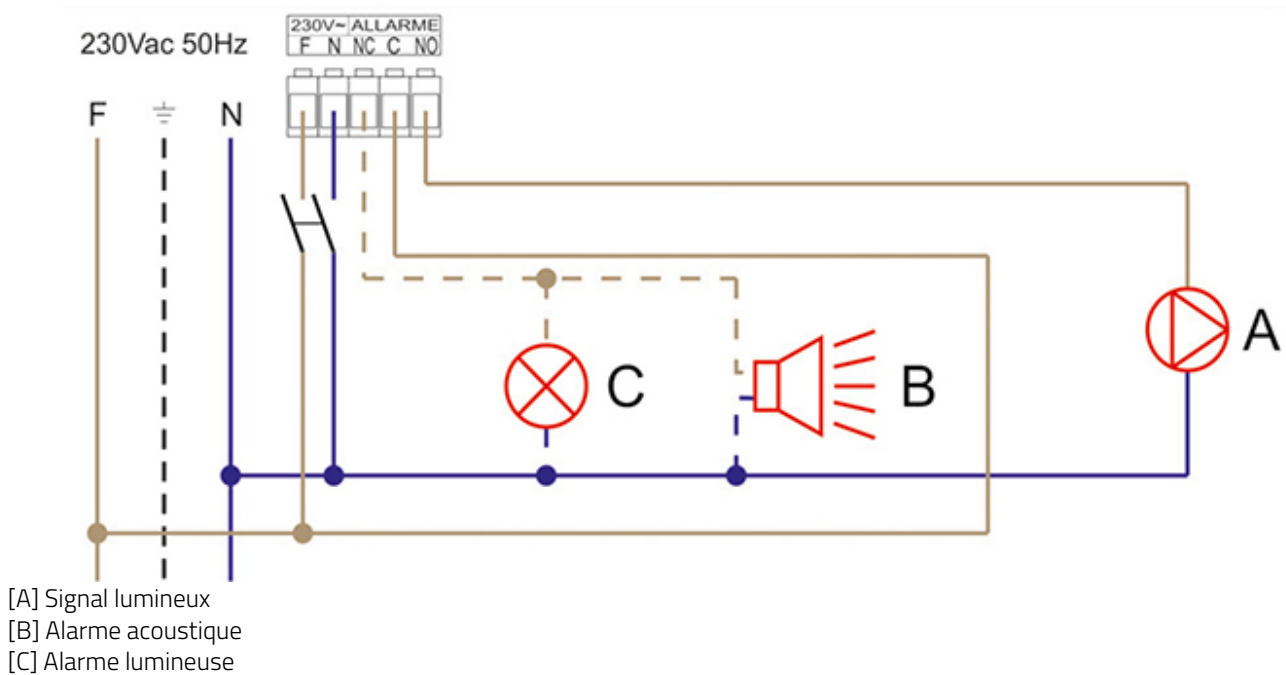 230V~ ALLARME
230Vac 50Hz
F N NC C NO
F N
A
C B
[A] Signal lumineux
[B] Alarme acoustique
[C] Alarme lumineuse